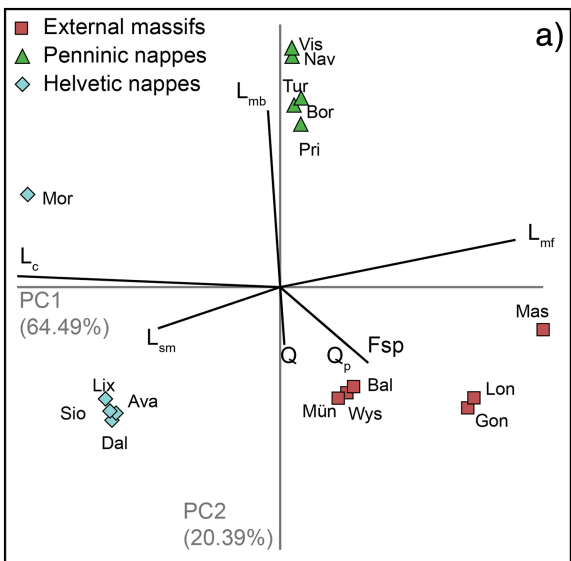 External massifs
a)
Penninic nappes
Helvetic nappes
Vis
Nav
Tur
Bor
Pri
Lmb
Mor
Lmf
Lc
PC1
(64.49%)
Mas
Lsm
Q
Qp
Fsp
Lix
Ava
Sio
Dal
Bal
Mün
Wys
Lon
Gon
PC2
(20.39%)